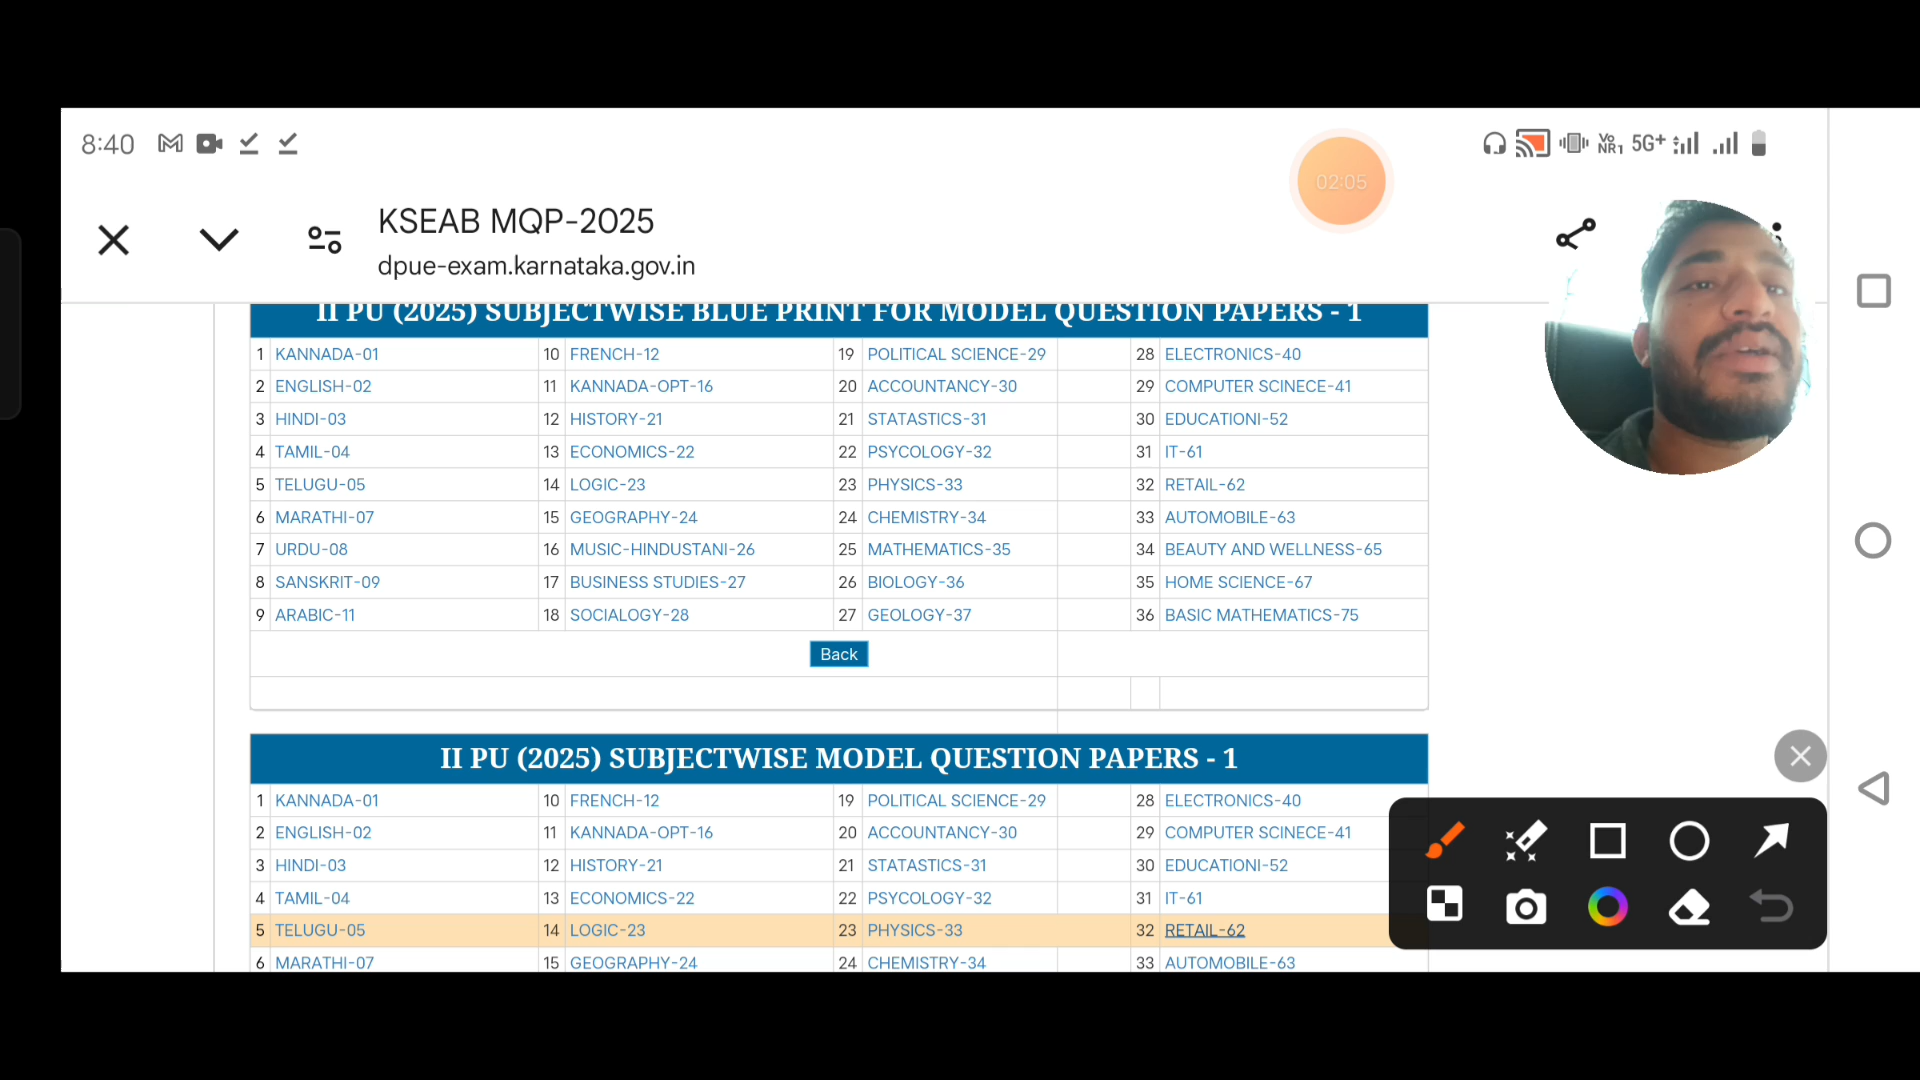 8:40
02:05
Vo NR1 5G+
KSEAB MQP-2025
dpue-exam.karnataka.gov.in
II PU (2025) SUBJECTWISE BLUE PRINT FOR MODEL QUESTION PAPERS - 1
1 KANNADA-01 10 FRENCH-12 19 POLITICAL SCIENCE-29 28 ELECTRONICS-40
2 ENGLISH-02 11 KANNADA-OPT-16 20 ACCOUNTANCY-30 29 COMPUTER SCINECE-41
3 HINDI-03 12 HISTORY-21 21 STATASTICS-31 30 EDUCATIONI-52
4 TAMIL-04 13 ECONOMICS-22 22 PSYCOLOGY-32 31 IT-61
5 TELUGU-05 14 LOGIC-23 23 PHYSICS-33 32 RETAIL-62
6 MARATHI-07 15 GEOGRAPHY-24 24 CHEMISTRY-34 33 AUTOMOBILE-63
7 URDU-08 16 MUSIC-HINDUSTANI-26 25 MATHEMATICS-35 34 BEAUTY AND WELLNESS-65
8 SANSKRIT-09 17 BUSINESS STUDIES-27 26 BIOLOGY-36 35 HOME SCIENCE-67
9 ARABIC-11 18 SOCIALOGY-28 27 GEOLOGY-37 36 BASIC MATHEMATICS-75
Back
II PU (2025) SUBJECTWISE MODEL QUESTION PAPERS - 1
1 KANNADA-01 10 FRENCH-12 19 POLITICAL SCIENCE-29 28 ELECTRONICS-40
2 ENGLISH-02 11 KANNADA-OPT-16 20 ACCOUNTANCY-30 29 COMPUTER SCINECE-41
3 HINDI-03 12 HISTORY-21 21 STATASTICS-31 30 EDUCATIONI-52
4 TAMIL-04 13 ECONOMICS-22 22 PSYCOLOGY-32 31 IT-61
5 TELUGU-05 14 LOGIC-23 23 PHYSICS-33 32 RETAIL-62
6 MARATHI-07 15 GEOGRAPHY-24 24 CHEMISTRY-34 33 AUTOMOBILE-63